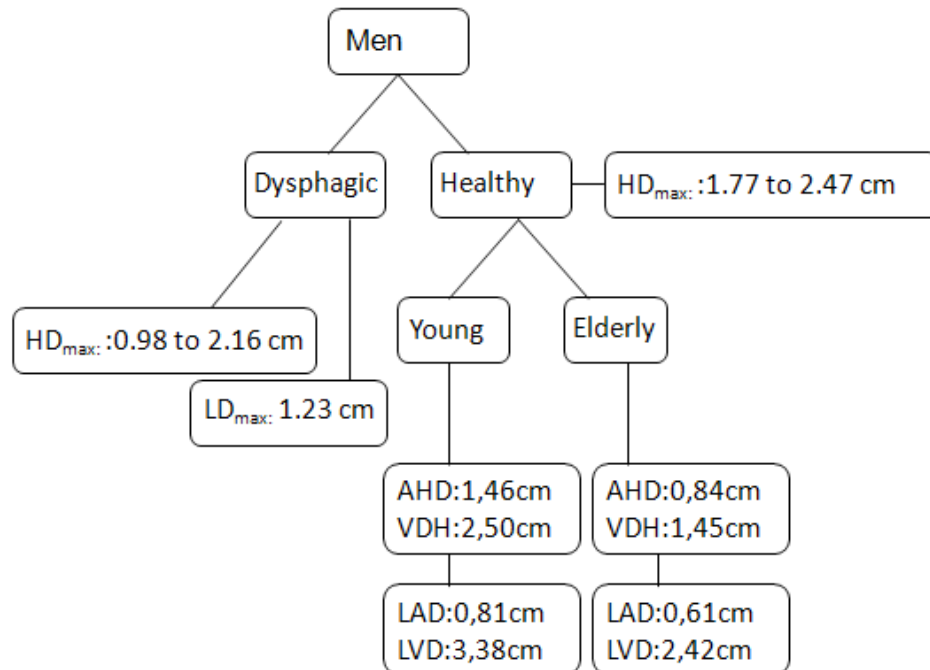 Men
Dysphagic
Healthy
HDmax: :1.77 to 2.47 cm
HDmax: :0.98 to 2.16 cm
Young
Elderly
LDmax: 1.23 cm
AHD:1,46cm
VDH:2,50cm
AHD:0,84cm
VDH:1,45cm
LAD:0,81cm
LVD:3,38cm
LAD:0,61cm
LVD:2,42cm